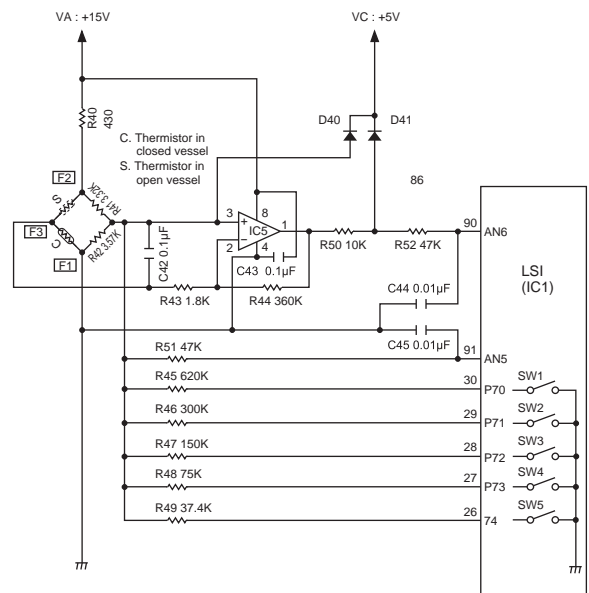 VA : +15V
VC : +5V
R40
430
D40
D41
C. Thermistor in
closed vessel
S. Thermistor in
open vessel
F2
86
S
R41 3.32K
3
8
1
90
AN6
F3
IC5
2
4
R50 10K
R52 47K
C
R42 3.57K
C42 0.1µF
LSI
(IC1)
F1
C43
0.1µF
C44 0.01µF
R43 1.8K
R44 360K
C45 0.01µF
R51 47K
91
AN5
R45 620K
30
P70
SW1
R46 300K
29
P71
SW2
R47 150K
28
P72
SW3
R48 75K
27
P73
SW4
R49 37.4K
26
74
SW5